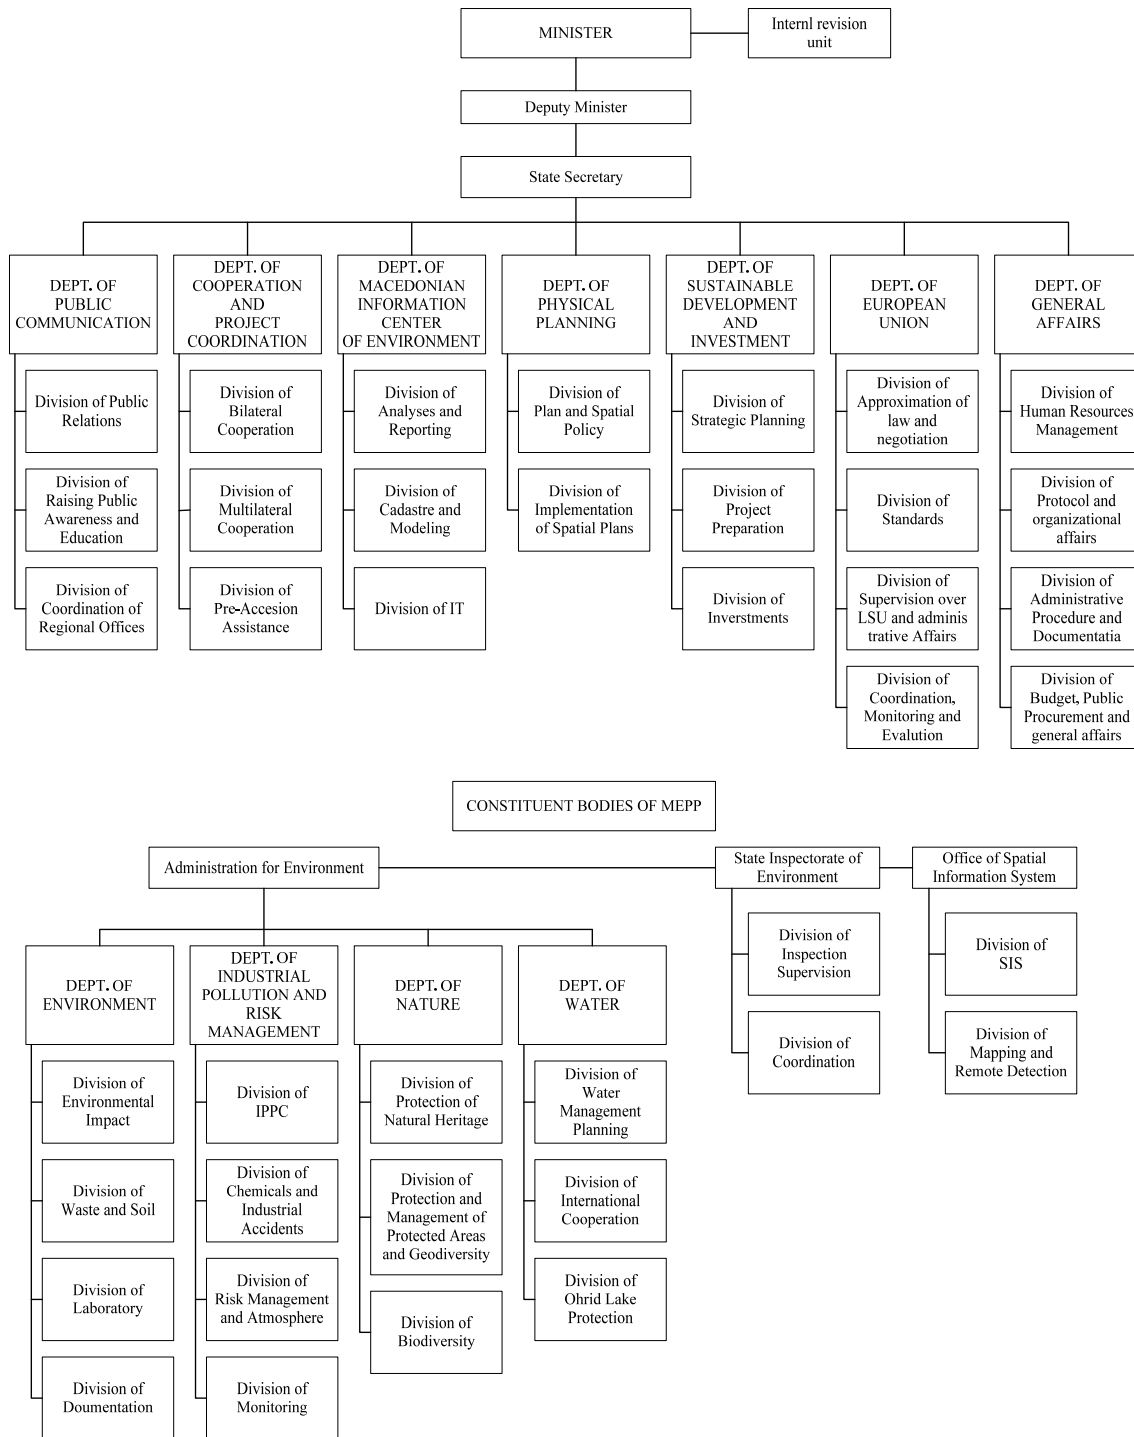 MINISTER
Internl revision
unit
Deputy Minister
State Secretary
DEPT. OF
PUBLIC
COMMUNICATION
DEPT. OF
COOPERATION
AND
PROJECT
COORDINATION
DEPT. OF
MACEDONIAN
INFORMATION
CENTER
OF ENVIRONMENT
DEPT. OF
PHYSICAL
PLANNING
DEPT. OF
SUSTAINABLE
DEVELOPMENT
AND
INVESTMENT
DEPT. OF
EUROPEAN
UNION
DEPT. OF
GENERAL
AFFAIRS
Division of Public
Relations
Division of
Bilateral
Cooperation
Division of
Analyses and
Reporting
Division of
Plan and Spatial
Policy
Division of
Strategic Planning
Division of
Approximation of
law and
negotiation
Division of
Human Resources
Management
Division of
Raising Public
Awareness and
Education
Division of
Multilateral
Cooperation
Division of
Cadastre and
Modeling
Division of
Implementation
of Spatial Plans
Division of
Project
Preparation
Division of
Standards
Division of
Protocol and
organizational
affairs
Division of
Coordination of
Regional Offices
Division of
Pre-Accesion
Assistance
Division of IT
Division of
Inverstments
Division of
Supervision over
LSU and adminis
trative Affairs
Division of
Administrative
Procedure and
Documentatia
Division of
Coordination,
Monitoring and
Evalution
Division of
Budget, Public
Procurement and
general affairs
CONSTITUENT BODIES OF MEPP
Administration for Environment
State Inspectorate of
Environment
Office of Spatial
Information System
Division of
Inspection
Supervision
Division of
SIS
Division of
Coordination
Division of
Mapping and
Remote Detection
DEPT. OF
ENVIRONMENT
DEPT. OF
INDUSTRIAL
POLLUTION AND
RISK
MANAGEMENT
DEPT. OF
NATURE
DEPT. OF
WATER
Division of
Environmental
Impact
Division of
IPPC
Division of
Protection of
Natural Heritage
Division of
Water
Management
Planning
Division of
Waste and Soil
Division of
Chemicals and
Industrial
Accidents
Division of
Protection and
Management of
Protected Areas
and Geodiversity
Division of
International
Cooperation
Division of
Laboratory
Division of
Risk Management
and Atmosphere
Division of
Biodiversity
Division of
Ohrid Lake
Protection
Division of
Doumentation
Division of
Monitoring